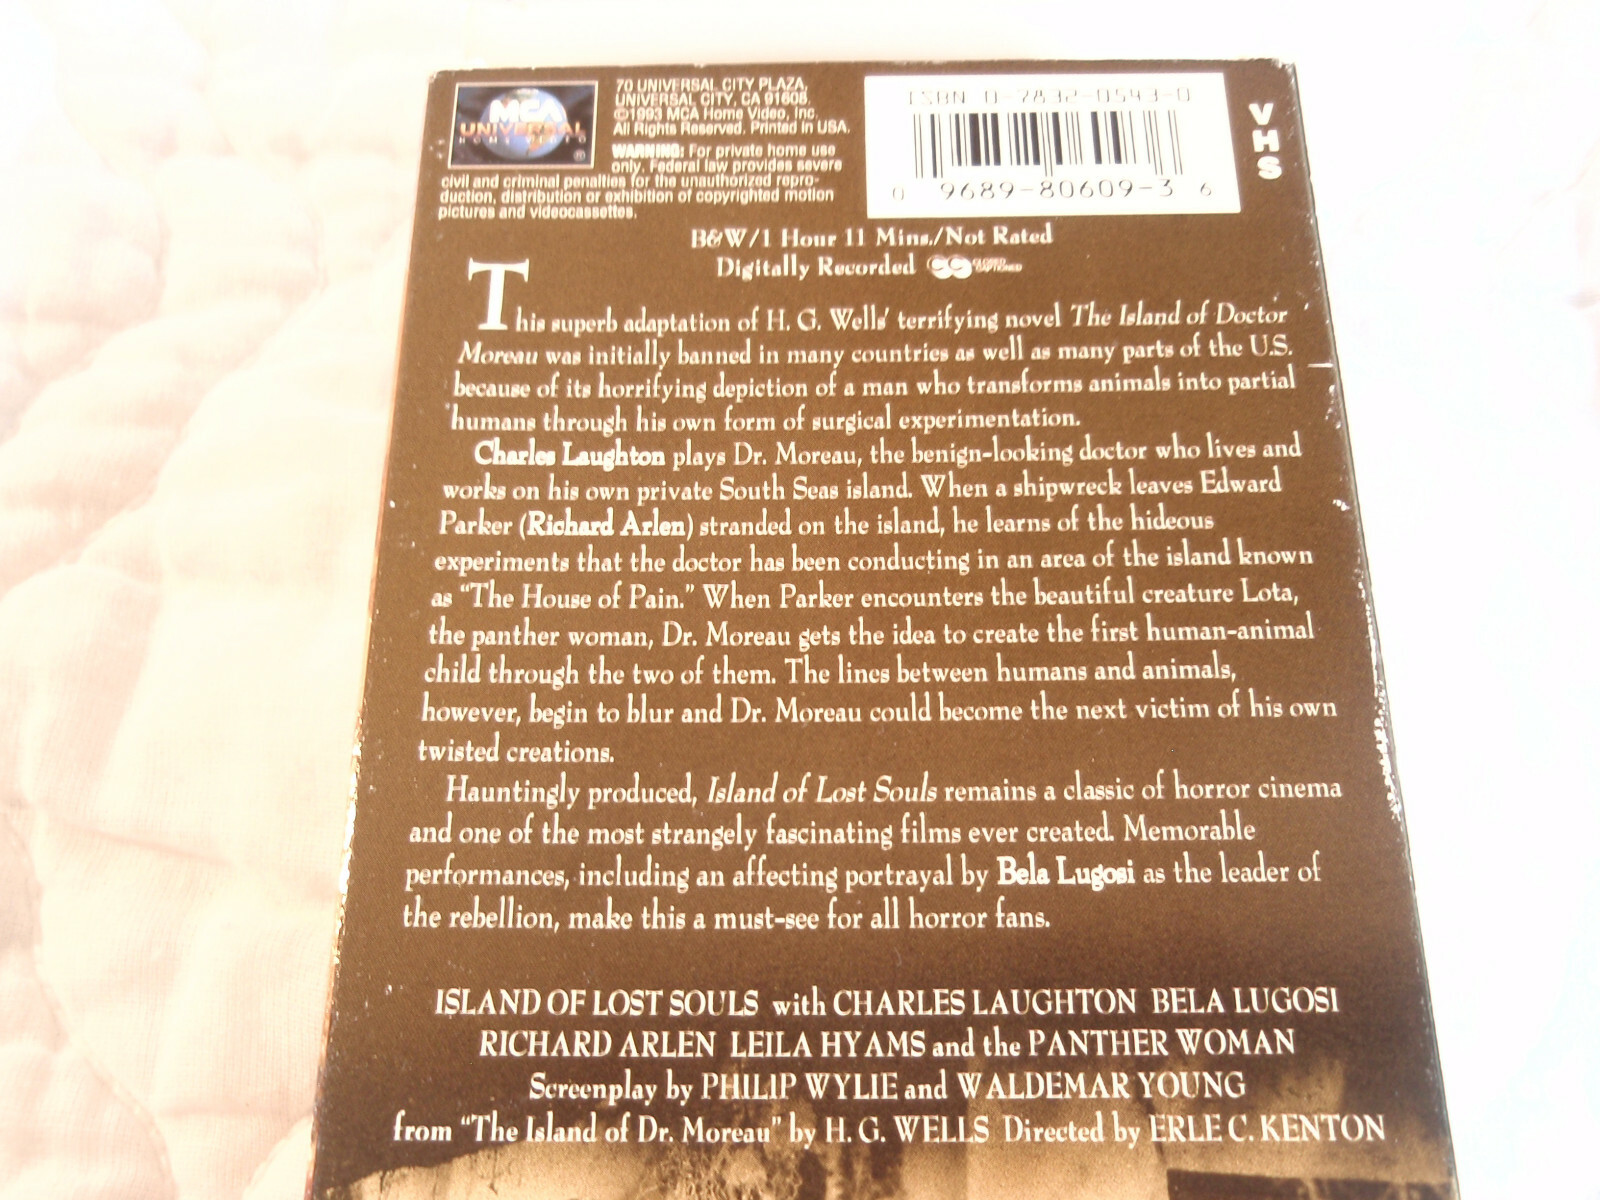 MCA
UNIVERSAL
HOME VIDEO
70 UNIVERSAL CITY PLAZA,
UNIVERSAL CITY, CA 91608.
©1993 MCA Home Video, Inc.
All Rights Reserved. Printed in USA.
WARNING: For private home use
only. Federal law provides severe
civil and criminal penalties for the unauthorized repro-
duction, distribution or exhibition of copyrighted motion
pictures and videocassettes.
ISBN 0-7832-0543-0
0 9689-80609-3 6
VHS
B&W/1 Hour 11 Mins./Not Rated
Digitally Recorded CC CLOSED CAPTIONED
This superb adaptation of H. G. Wells' terrifying novel The Island of Doctor
Moreau was initially banned in many countries as well as many parts of the U.S.
because of its horrifying depiction of a man who transforms animals into partial
humans through his own form of surgical experimentation.
Charles Laughton plays Dr. Moreau, the benign-looking doctor who lives and
works on his own private South Seas island. When a shipwreck leaves Edward
Parker (Richard Arlen) stranded on the island, he learns of the hideous
experiments that the doctor has been conducting in an area of the island known
as "The House of Pain." When Parker encounters the beautiful creature Lota,
the panther woman, Dr. Moreau gets the idea to create the first human-animal
child through the two of them. The lines between humans and animals,
however, begin to blur and Dr. Moreau could become the next victim of his own
twisted creations.
Hauntingly produced, Island of Lost Souls remains a classic of horror cinema
and one of the most strangely fascinating films ever created. Memorable
performances, including an affecting portrayal by Bela Lugosi as the leader of
the rebellion, make this a must-see for all horror fans.
ISLAND OF LOST SOULS with CHARLES LAUGHTON BELA LUGOSI
RICHARD ARLEN LEILA HYAMS and the PANTHER WOMAN
Screenplay by PHILIP WYLIE and WALDEMAR YOUNG
from "The Island of Dr. Moreau" by H. G. WELLS Directed by ERLE C. KENTON